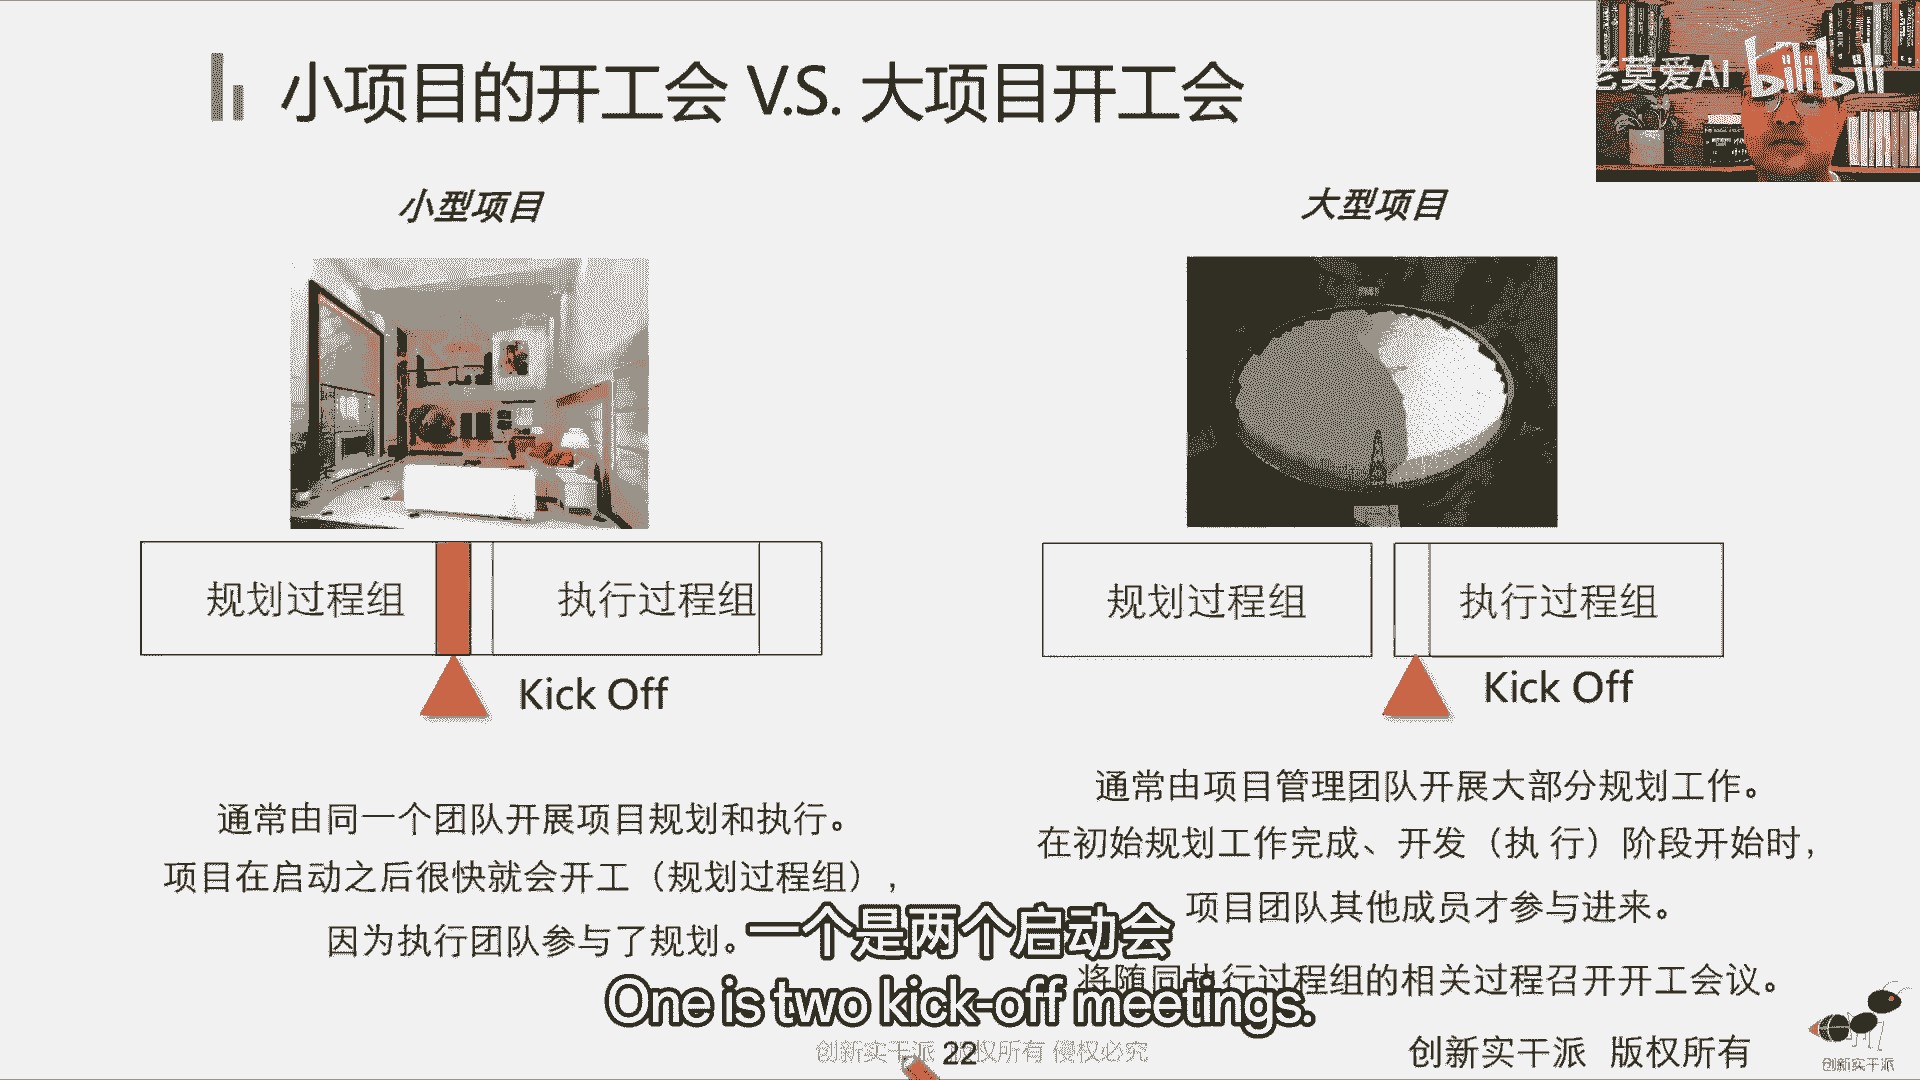 小项目的开工会 V.S. 大项目开工会
老莫爱AI
bilibili
小型项目
大型项目
规划过程组
执行过程组
规划过程组
执行过程组
Kick Off
Kick Off
通常由同一个团队开展项目规划和执行。
项目在启动之后很快就会开工（规划过程组），
因为执行团队参与了规划。
通常由项目管理团队开展大部分规划工作。
在初始规划工作完成、开发（执 行）阶段开始时，
项目团队其他成员才参与进来。
将随同执行过程组的相关过程召开开工会议。
一个是两个启动会
One is two kick-off meetings.
创新实干派 版权所有 侵权必究
22
创新实干派 版权所有
创新实干派